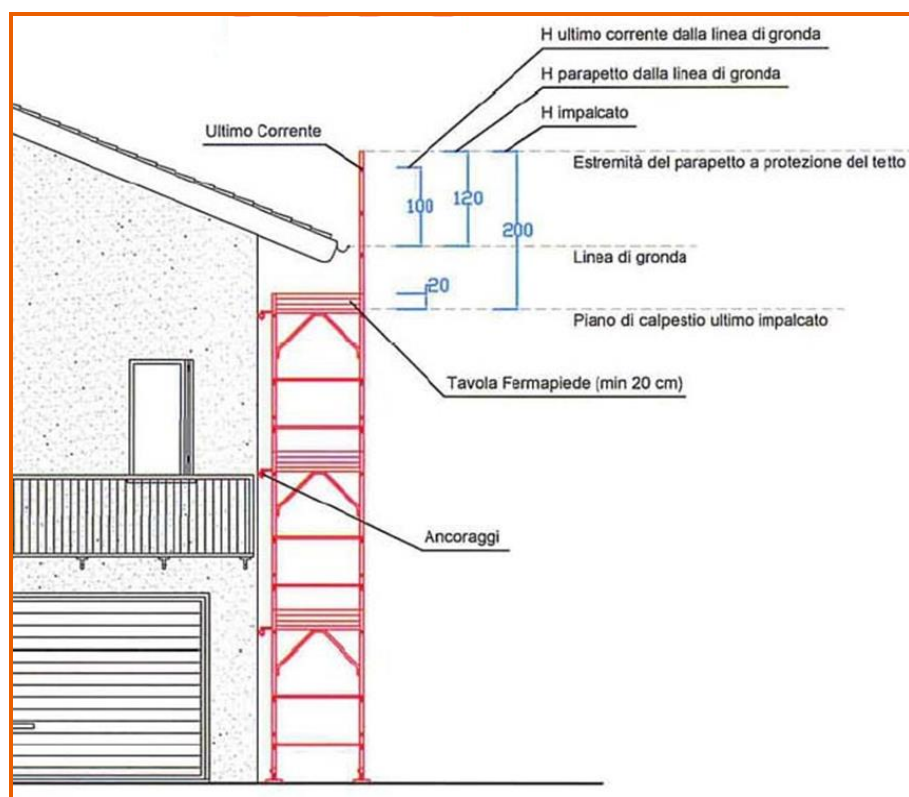 H ultimo corrente dalla linea di gronda
H parapetto dalla linea di gronda
H impalcato
Ultimo Corrente
Estremità del parapetto a protezione del tetto
100
120
200
Linea di gronda
20
Piano di calpestio ultimo impalcato
Tavola Fermapiede (min 20 cm)
Ancoraggi